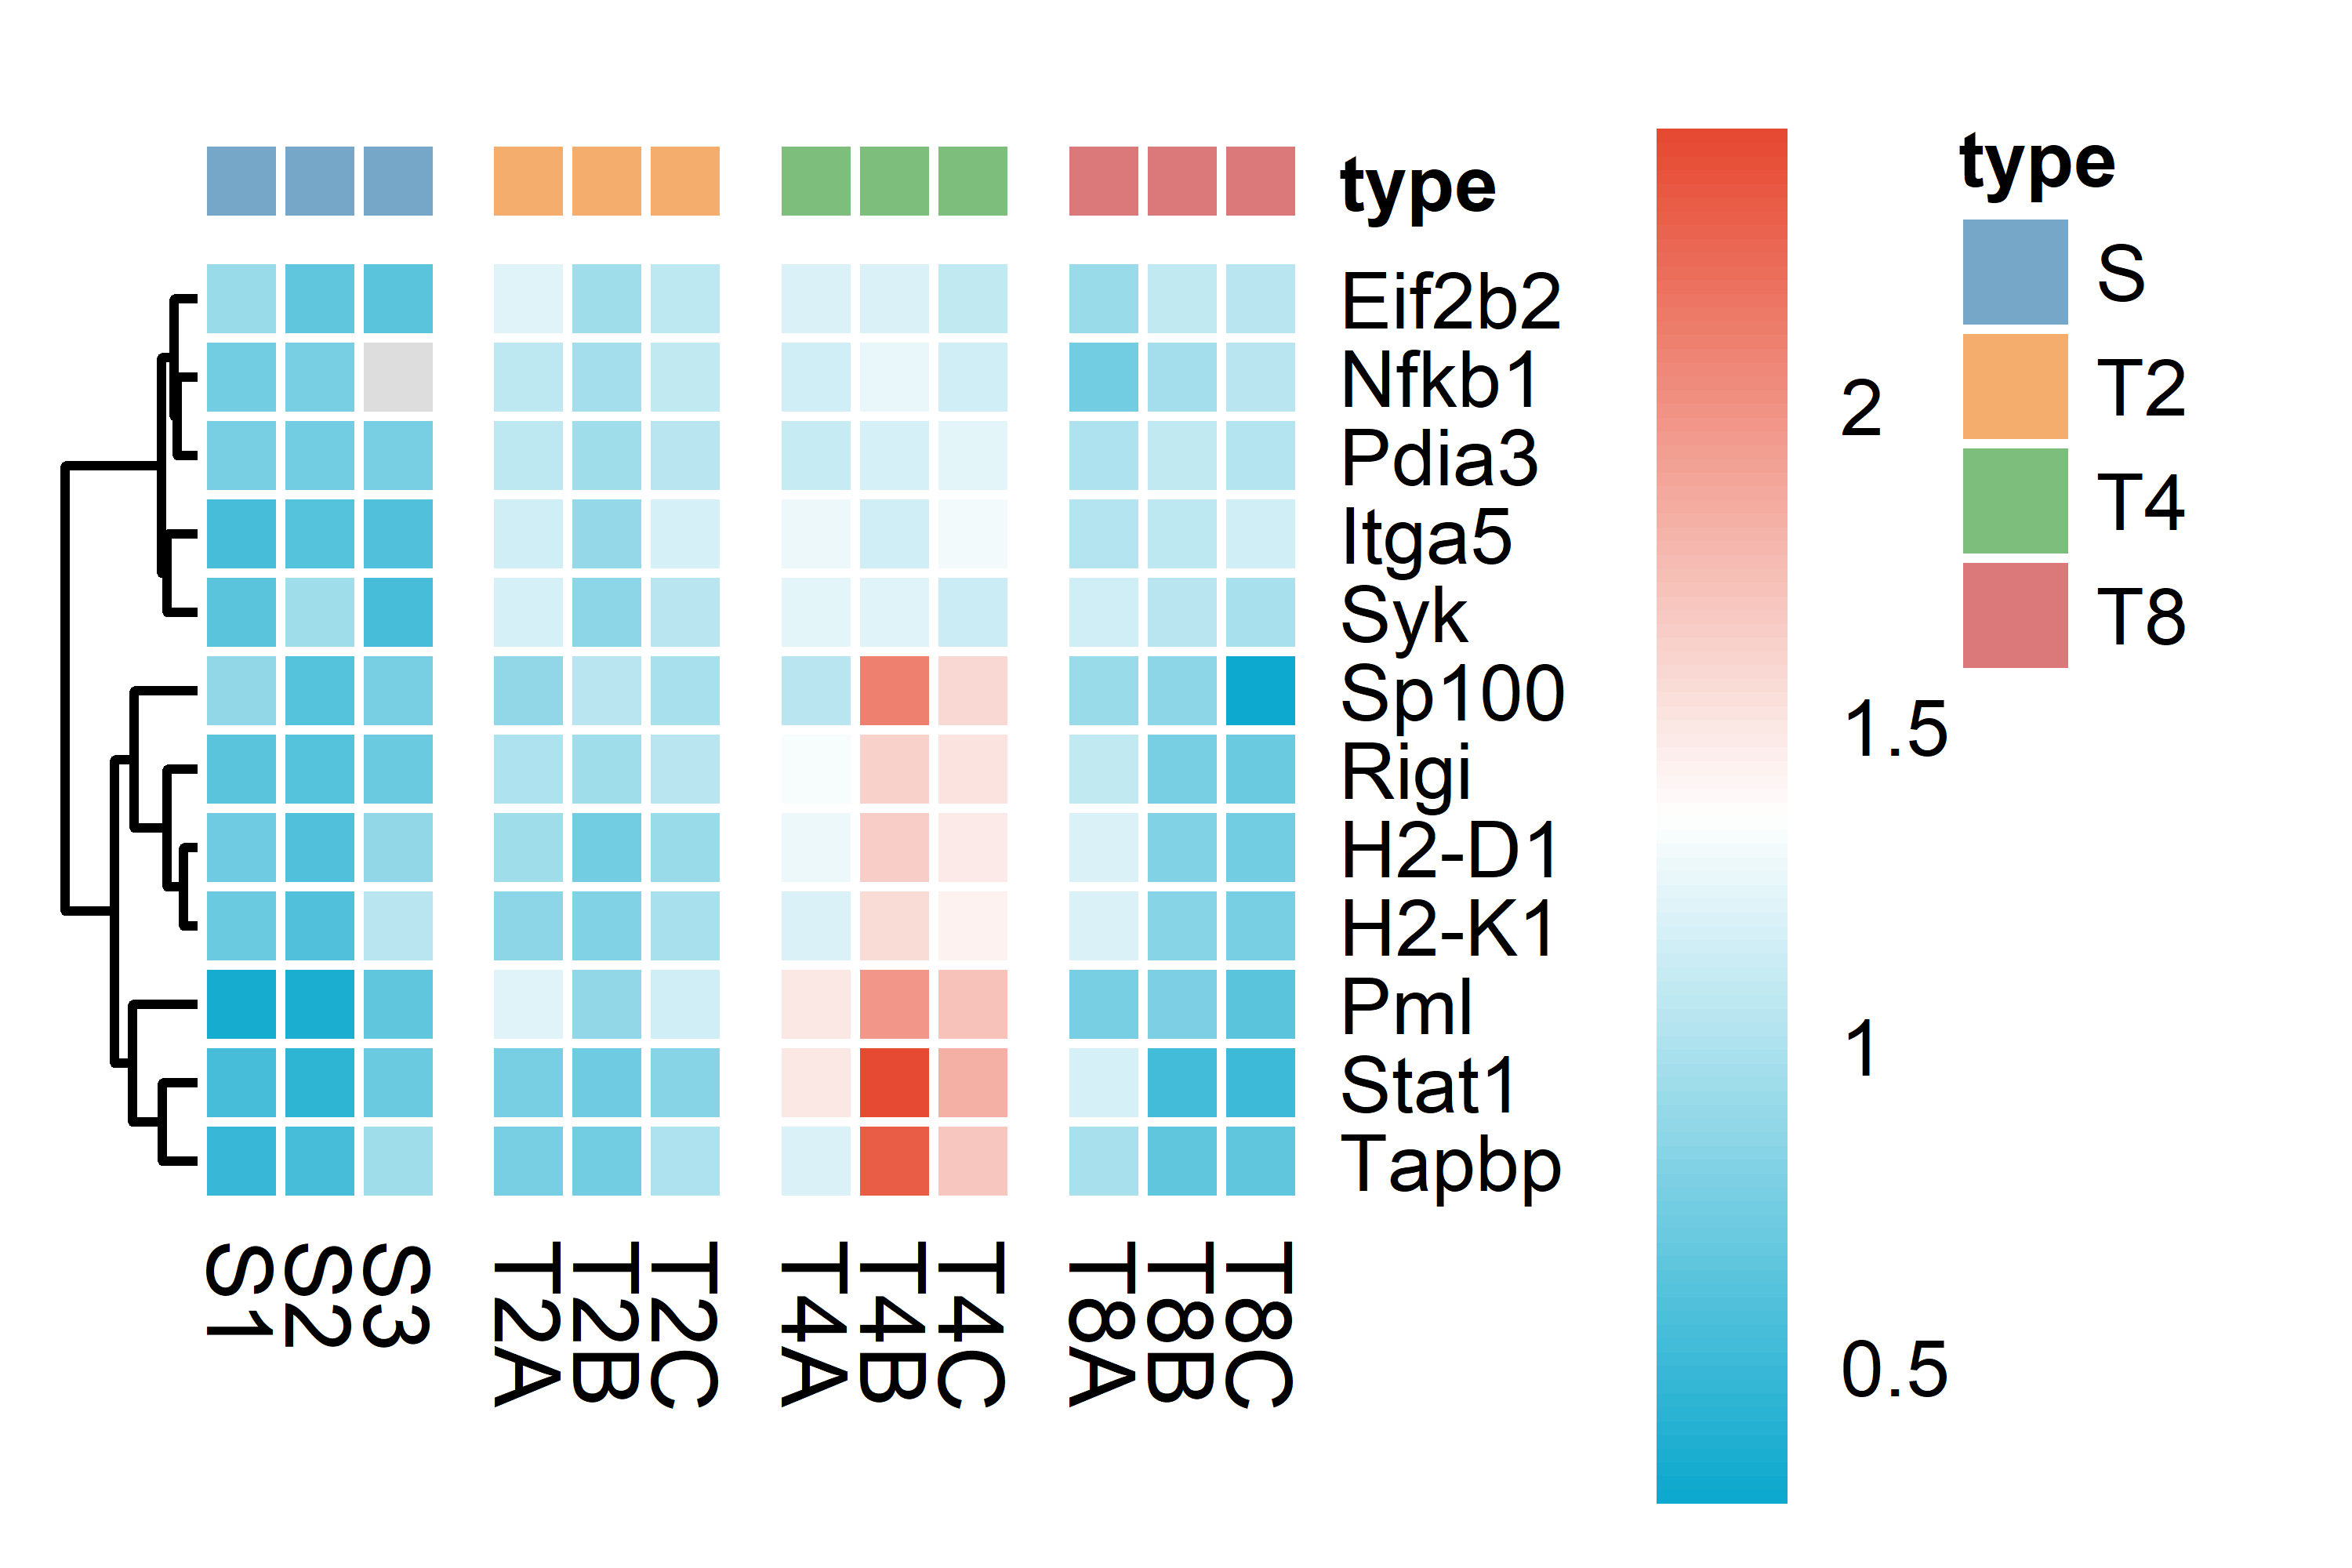 type
Eif2b2
Nfkb1
Pdia3
Itga5
Syk
Sp100
Rigi
H2-D1
H2-K1
Pml
Stat1
Tapbp
S1
S2
S3
T2A
T2B
T2C
T4A
T4B
T4C
T8A
T8B
T8C
2
1.5
1
0.5
type
S
T2
T4
T8